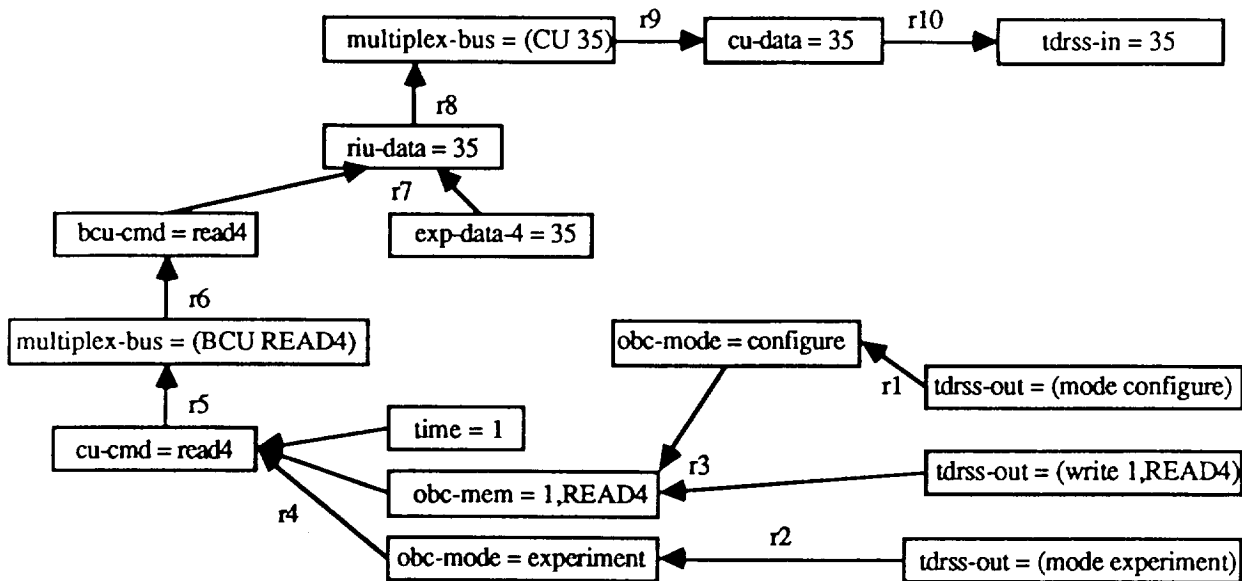 multiplex-bus = (CU 35)
r9
cu-data = 35
r10
tdrss-in = 35
r8
riu-data = 35
r7
bcu-cmd = read4
exp-data-4 = 35
r6
multiplex-bus = (BCU READ4)
obc-mode = configure
r1
tdrss-out = (mode configure)
r5
time = 1
cu-cmd = read4
r3
tdrss-out = (write 1,READ4)
obc-mem = 1,READ4
r4
r2
obc-mode = experiment
tdrss-out = (mode experiment)